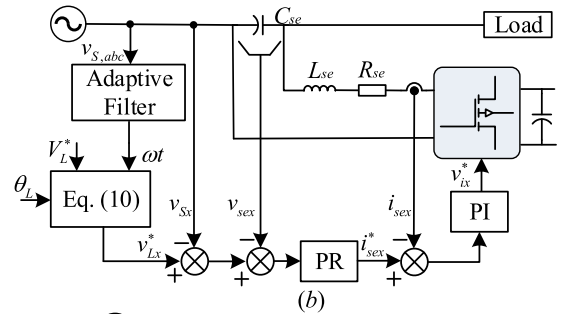 C_se
Load
v_S,abc
L_se
R_se
Adaptive
Filter
V_L^*
ωt
θ_L
Eq. (10)
v_Sx
v_sex
i_sex
v_ix^*
PI
v_Lx^*
−
−
i_sex^*
−
+
+
PR
+
(b)